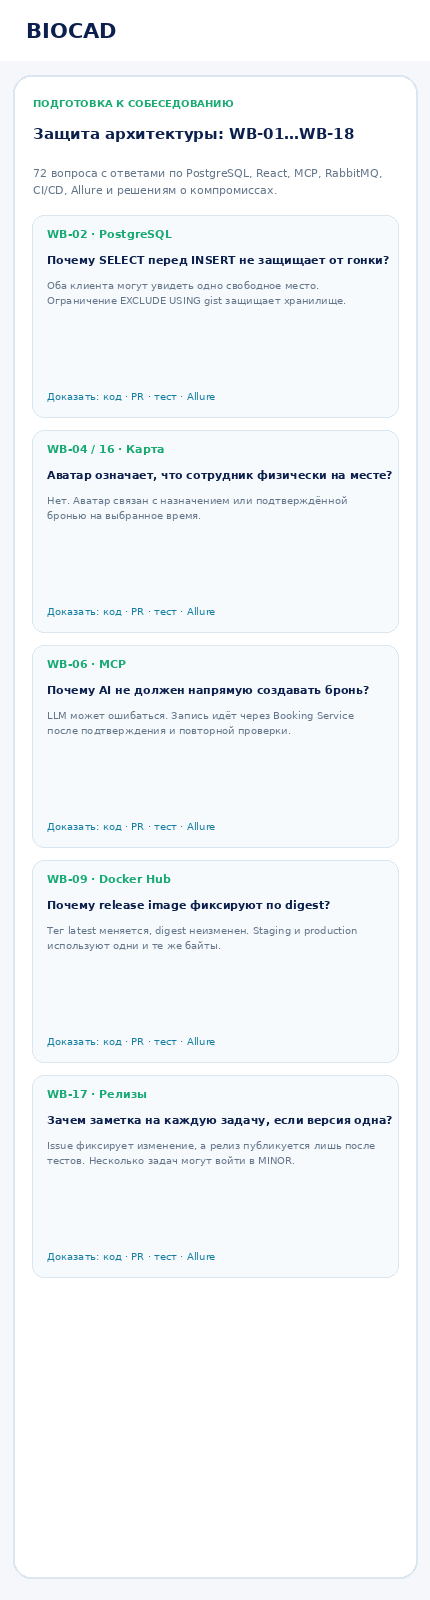 BIOCAD
ПОДГОТОВКА К СОБЕСЕДОВАНИЮ
Защита архитектуры: WB-01…WB-18
72 вопроса с ответами по PostgreSQL, React, MCP, RabbitMQ,
CI/CD, Allure и решениям о компромиссах.
WB-02 · PostgreSQL
Почему SELECT перед INSERT не защищает от гонки?
Оба клиента могут увидеть одно свободное место.
Ограничение EXCLUDE USING gist защищает хранилище.
Доказать: код · PR · тест · Allure
WB-04 / 16 · Карта
Аватар означает, что сотрудник физически на месте?
Нет. Аватар связан с назначением или подтверждённой
бронью на выбранное время.
Доказать: код · PR · тест · Allure
WB-06 · MCP
Почему AI не должен напрямую создавать бронь?
LLM может ошибаться. Запись идёт через Booking Service
после подтверждения и повторной проверки.
Доказать: код · PR · тест · Allure
WB-09 · Docker Hub
Почему release image фиксируют по digest?
Тег latest меняется, digest неизменен. Staging и production
используют одни и те же байты.
Доказать: код · PR · тест · Allure
WB-17 · Релизы
Зачем заметка на каждую задачу, если версия одна?
Issue фиксирует изменение, а релиз публикуется лишь после
тестов. Несколько задач могут войти в MINOR.
Доказать: код · PR · тест · Allure